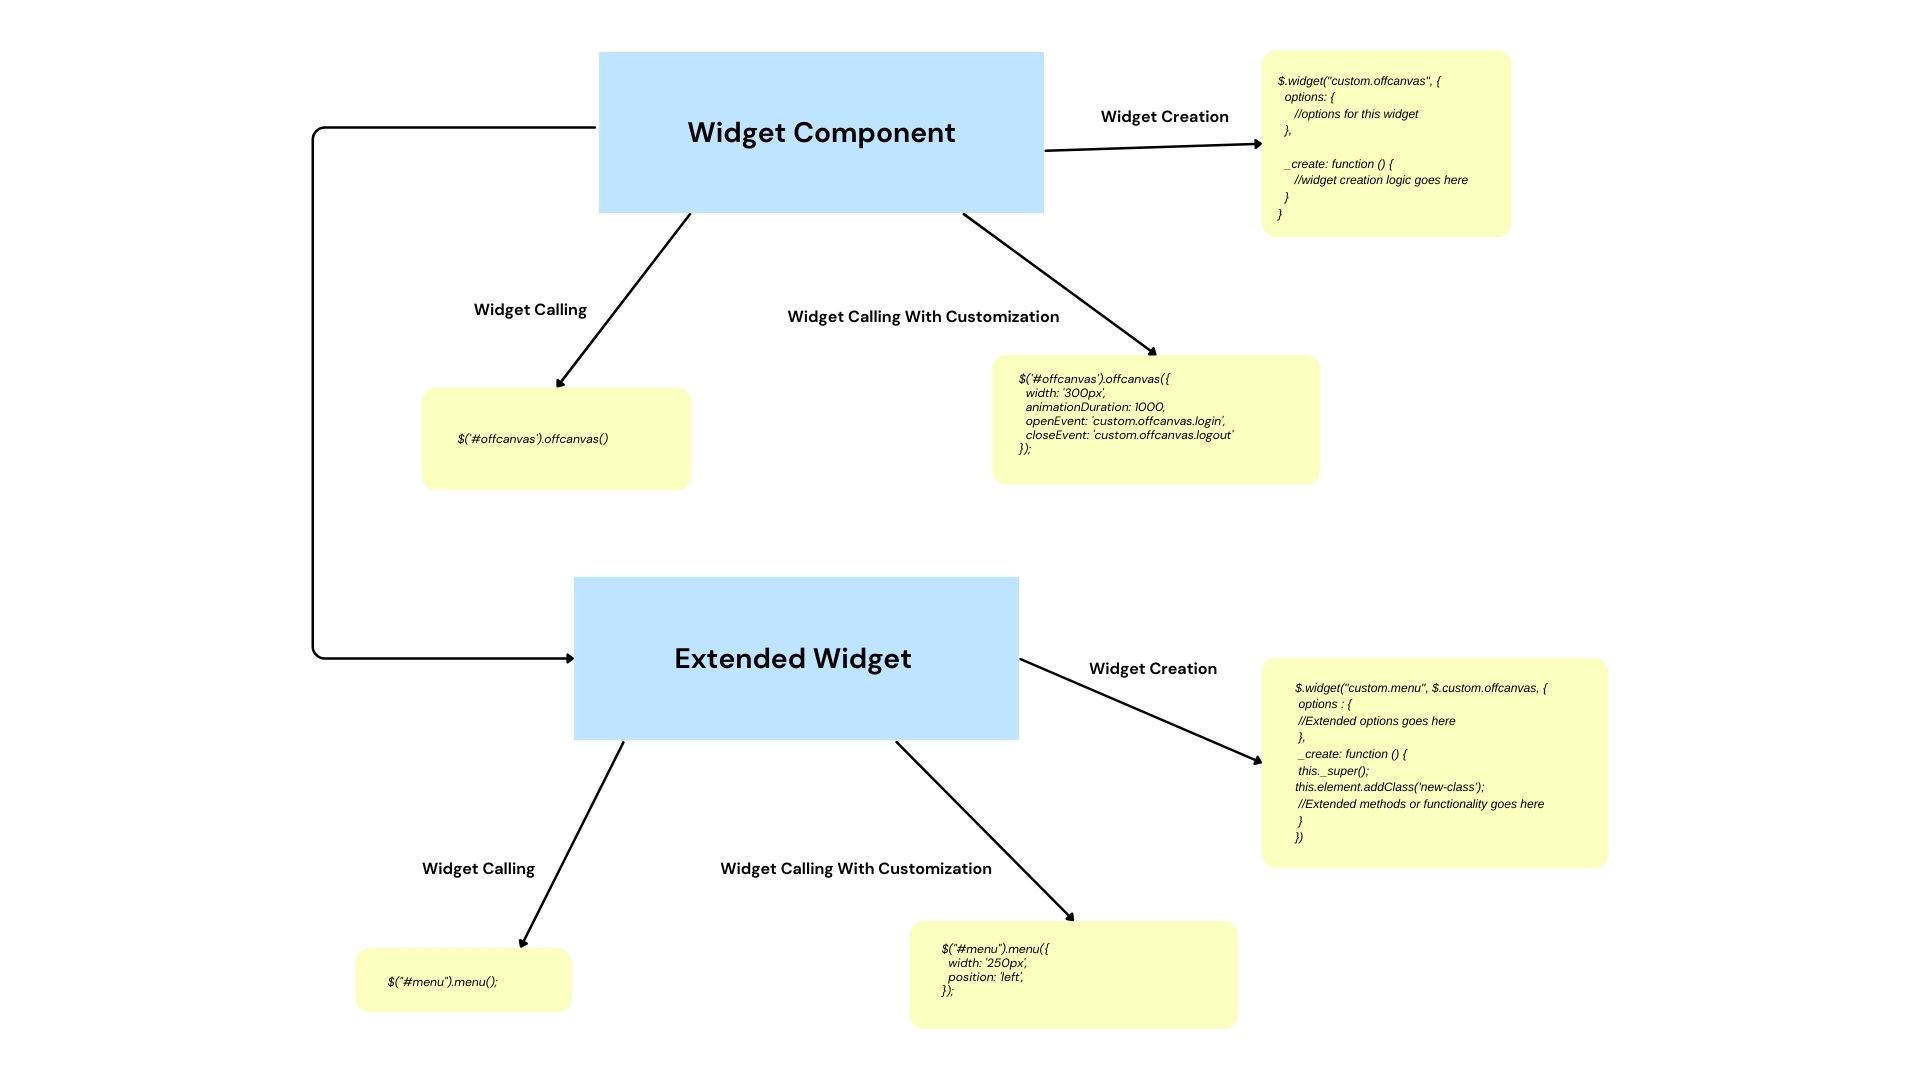 Widget Component
Widget Creation
$.widget("custom.offcanvas", {
options: {
//options for this widget
},
_create: function () {
//widget creation logic goes here
}
}
Widget Calling
$('#offcanvas').offcanvas()
Widget Calling With Customization
$('#offcanvas').offcanvas({
width: '300px',
animationDuration: 1000,
openEvent: 'custom.offcanvas.login',
closeEvent: 'custom.offcanvas.logout'
});
Extended Widget
Widget Creation
$.widget("custom.menu", $.custom.offcanvas, {
options : {
//Extended options goes here
},
_create: function () {
this._super();
this.element.addClass('new-class');
//Extended methods or functionality goes here
}
})
Widget Calling
$("#menu").menu();
Widget Calling With Customization
$("#menu").menu({
width: '250px',
position: 'left',
});